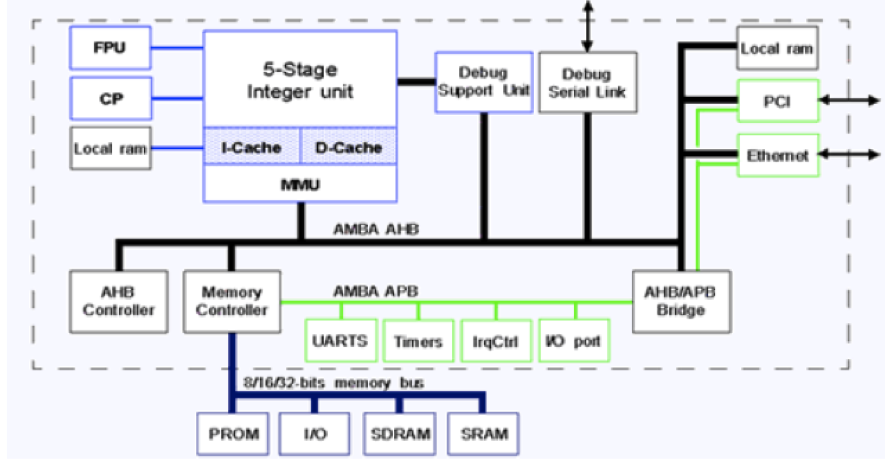 FPU
5-Stage
Integer unit
Debug
Support Unit
Debug
Serial Link
Local ram
CP
PCI
Local ram
I-Cache
D-Cache
Ethernet
MMU
AMBA AHB
AHB
Controller
Memory
Controller
AMBA APB
AHB/APB
Bridge
UARTS
Timers
IrqCtrl
I/O port
8/16/32-bits memory bus
PROM
I/O
SDRAM
SRAM